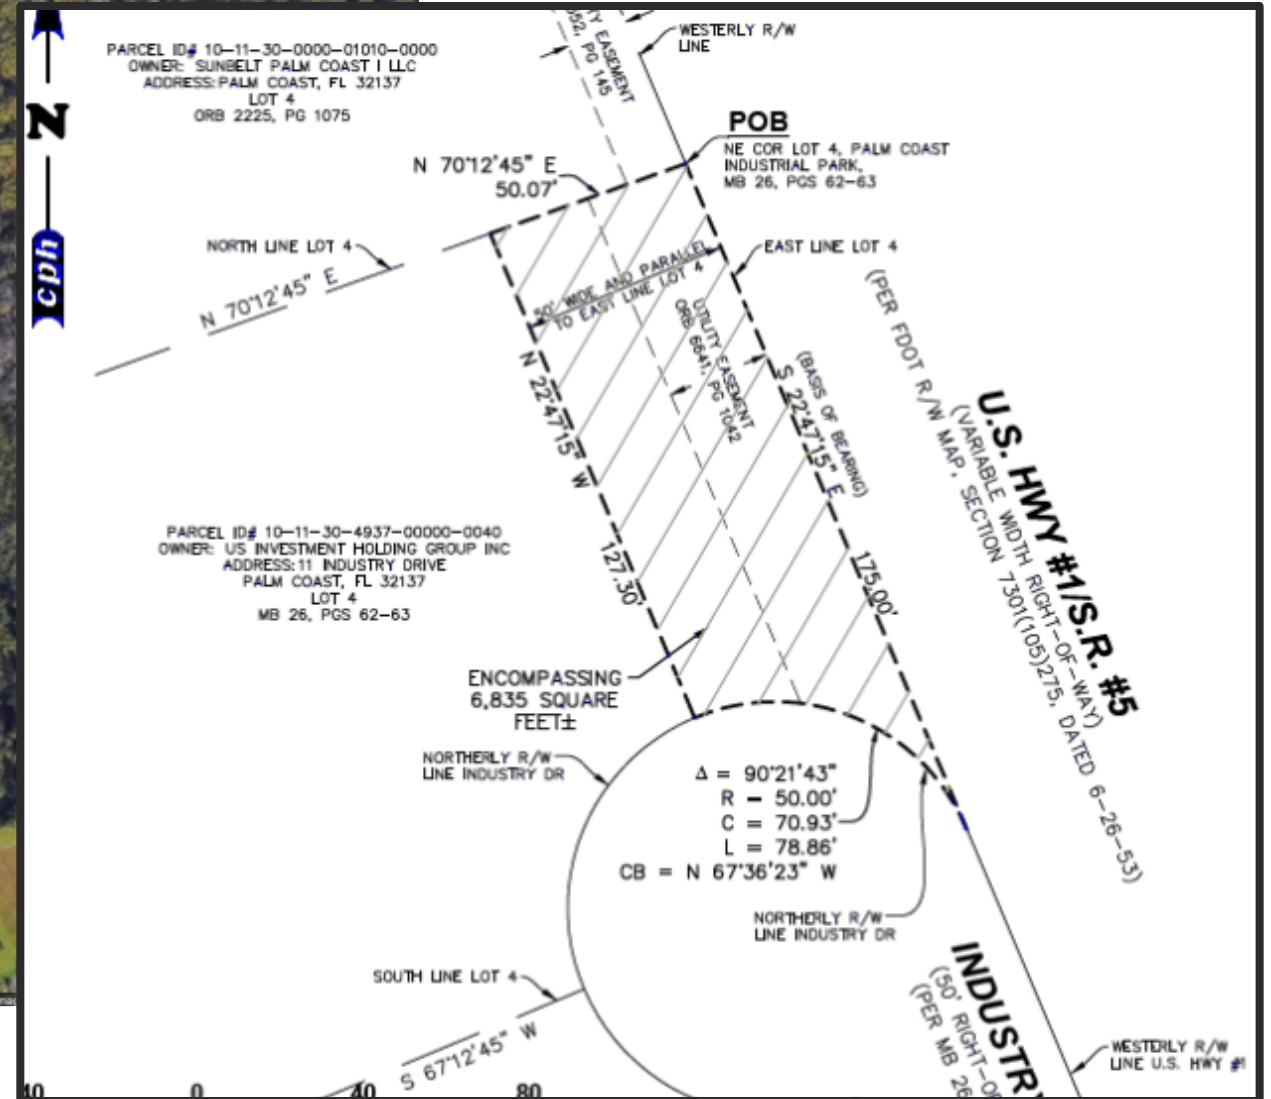 TY EASEMENT
552, PG 145
WESTERLY R/W
LINE
PARCEL ID# 10-11-30-0000-01010-0000
OWNER: SUNBELT PALM COAST I LLC
ADDRESS: PALM COAST, FL 32137
LOT 4
ORB 2225, PG 1075
N
cph
POB
NE COR LOT 4, PALM COAST
INDUSTRIAL PARK,
MB 26, PGS 62-63
N 70°12'45" E
50.07'
NORTH LINE LOT 4
N 70°12'45" E
EAST LINE LOT 4
50' WIDE AND PARALLEL
TO EAST LINE LOT 4
UTILITY EASEMENT
ORB 6641, PG 1042
N 22°47'15" W
127.30'
(BASIS OF BEARING)
S 22°47'15" E
175.00'
U.S. HWY #1/S.R. #5
(VARIABLE WIDTH RIGHT-OF-WAY)
(PER FDOT R/W MAP, SECTION 7301(105)275, DATED 6-26-53)
PARCEL ID# 10-11-30-4937-00000-0040
OWNER: US INVESTMENT HOLDING GROUP INC
ADDRESS: 11 INDUSTRY DRIVE
PALM COAST, FL 32137
LOT 4
MB 26, PGS 62-63
ENCOMPASSING
6,835 SQUARE
FEET±
NORTHERLY R/W
LINE INDUSTRY DR
Δ = 90°21'43"
R = 50.00'
C = 70.93'
L = 78.86'
CB = N 67°36'23" W
NORTHERLY R/W
LINE INDUSTRY DR
SOUTH LINE LOT 4
S 67°12'45" W
INDUSTRY
(50' RIGHT-OF
(PER MB 26
WESTERLY R/W
LINE U.S. HWY #1
40 0 40 80